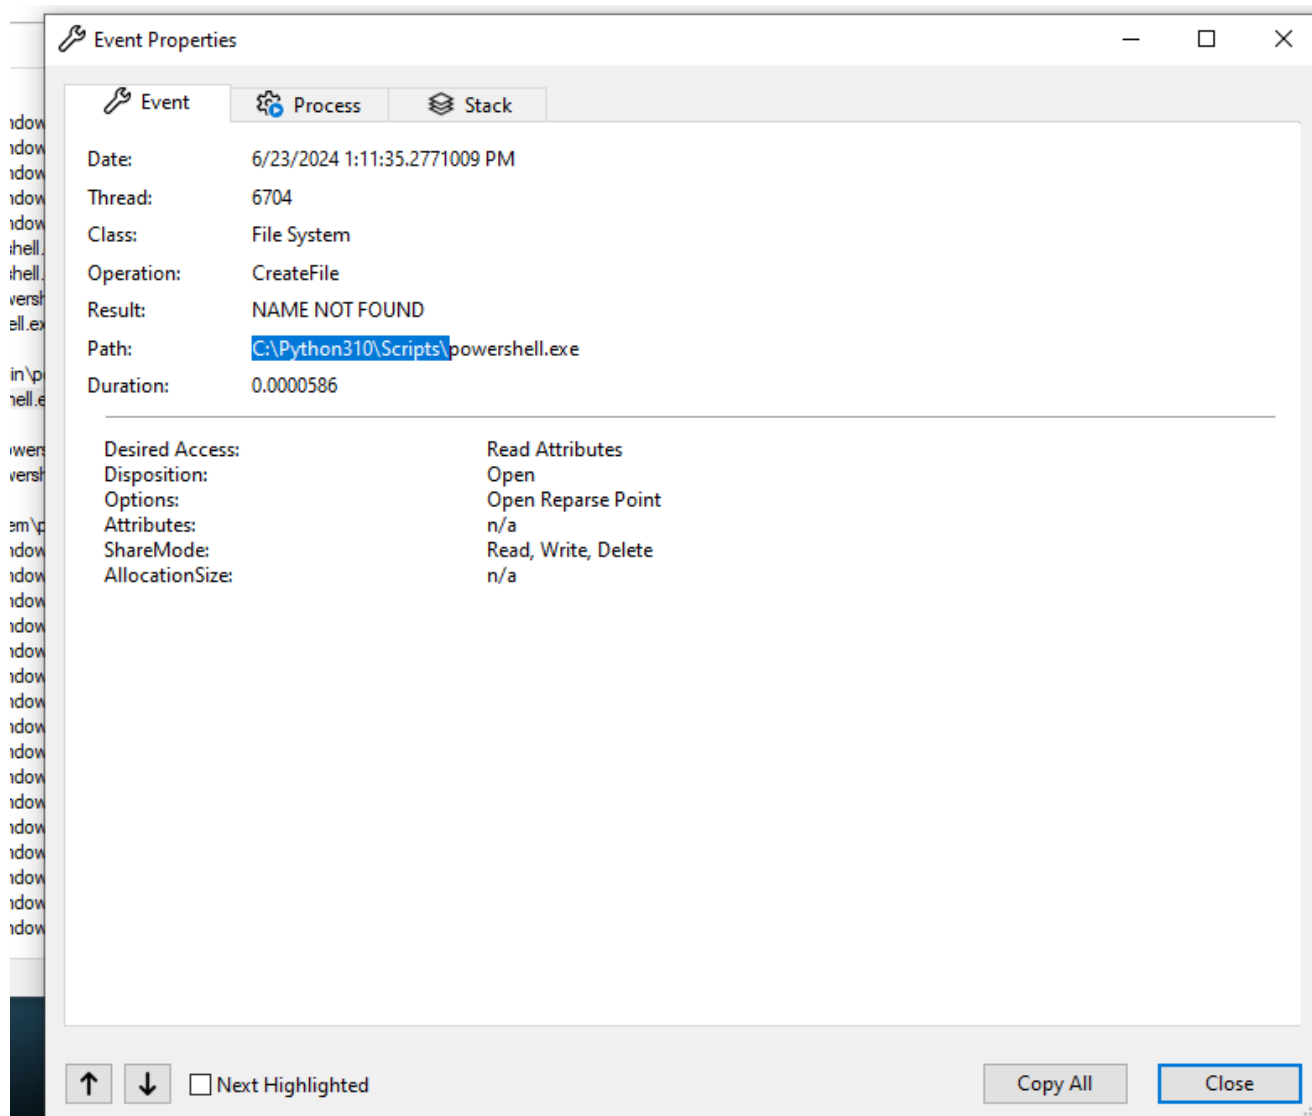 Event Properties
Event Process Stack
Date: 6/23/2024 1:11:35.2771009 PM
Thread: 6704
Class: File System
Operation: CreateFile
Result: NAME NOT FOUND
Path: C:\Python310\Scripts\powershell.exe
Duration: 0.0000586
Desired Access: Read Attributes
Disposition: Open
Options: Open Reparse Point
Attributes: n/a
ShareMode: Read, Write, Delete
AllocationSize: n/a
Next Highlighted Copy All Close